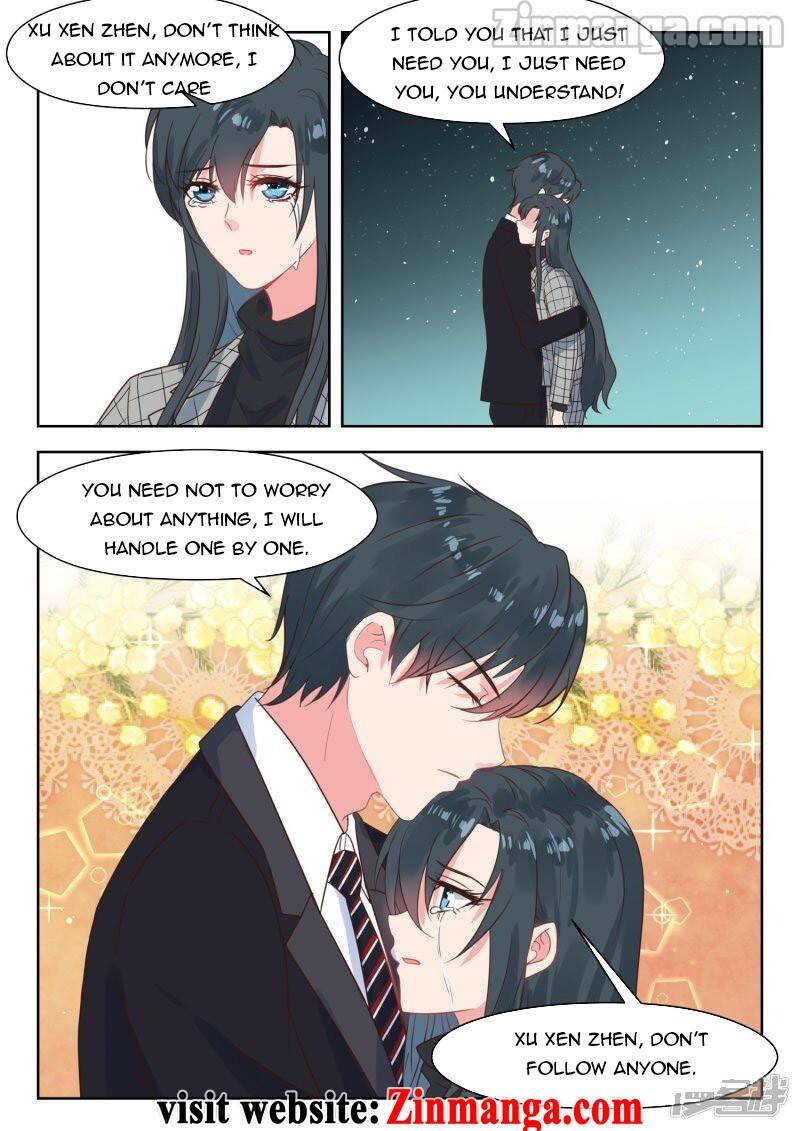 Zinmanga.com
XU XEN ZHEN, DON'T THINK
ABOUT IT ANYMORE, I
DON'T CARE
I TOLD YOU THAT I JUST
NEED YOU, I JUST NEED
YOU, YOU UNDERSTAND!
YOU NEED NOT TO WORRY
ABOUT ANYTHING, I WILL
HANDLE ONE BY ONE.
XU XEN ZHEN, DON'T
FOLLOW ANYONE.
visit website: Zinmanga.com